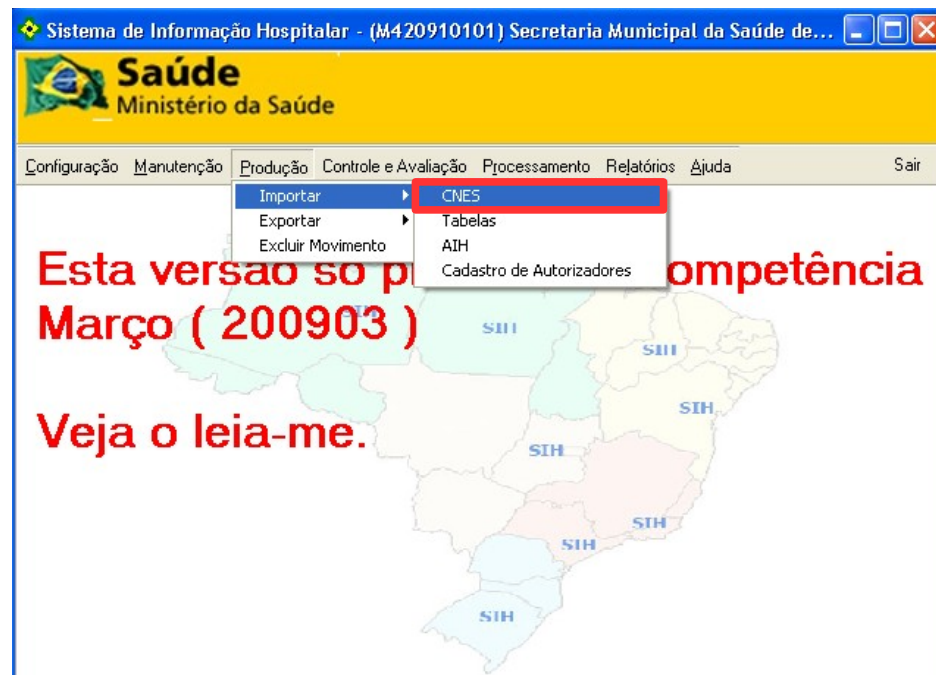 Sistema de Informação Hospitalar - (M420910101) Secretaria Municipal da Saúde de...
Saúde
Ministério da Saúde
Configuração Manutenção Produção Controle e Avaliação Processamento Relatórios Ajuda Sair
Importar
Exportar
Excluir Movimento
CNES
Tabelas
AIH
Cadastro de Autorizadores
Esta versão só p ompetência
Março ( 200903 )
Veja o leia-me.
SIH
SIH
SIH
SIH
SIH
SIH
SIH
SIH